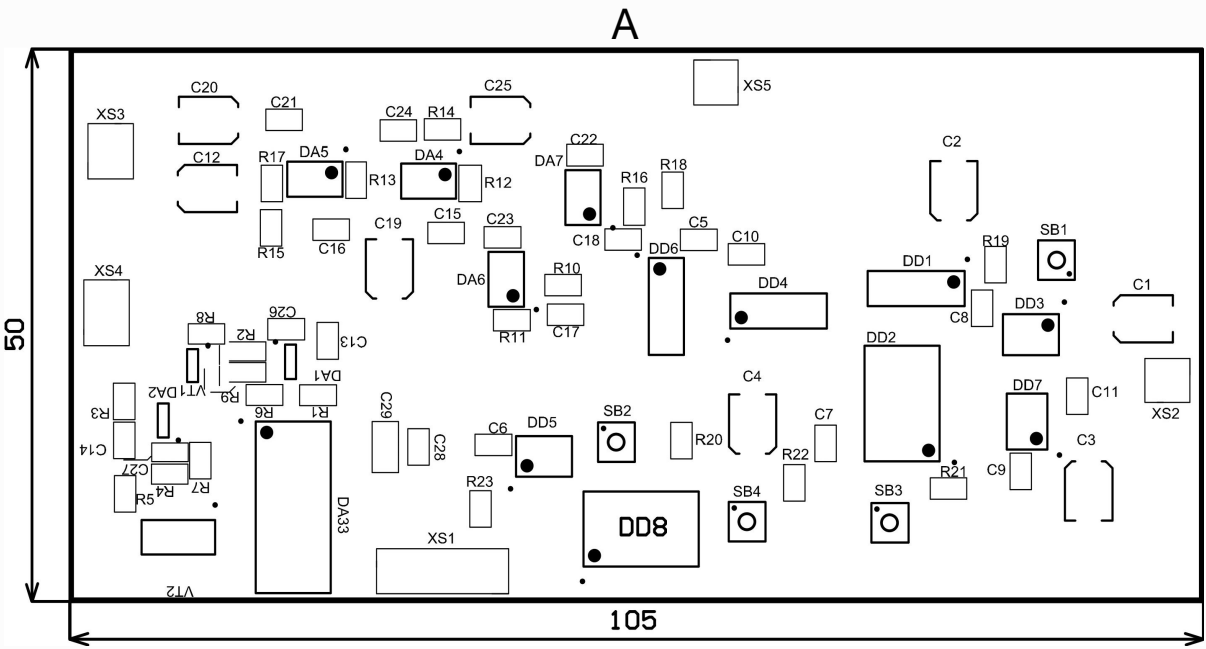 A
C20
C25
XS5
C21
XS3
C24
R14
C22
C2
R17
DA5
DA4
DA7
C12
R18
R13
R12
R16
C15
C23
C19
C5
SB1
R15
C16
C18
C10
R19
DD6
XS4
DA6
R10
DD1
DD4
C1
C8
DD3
R8
C26
R2
R11
C17
50
C13
DD2
DA1
C4
DD7
C11
DA2
VT1
R9
R3
R6
R1
C29
SB2
C7
XS2
C14
C6
DD5
R20
C28
C3
C27
R22
C9
R21
R4
R7
R23
R5
SB4
SB3
DA33
DD8
XS1
VT2
105